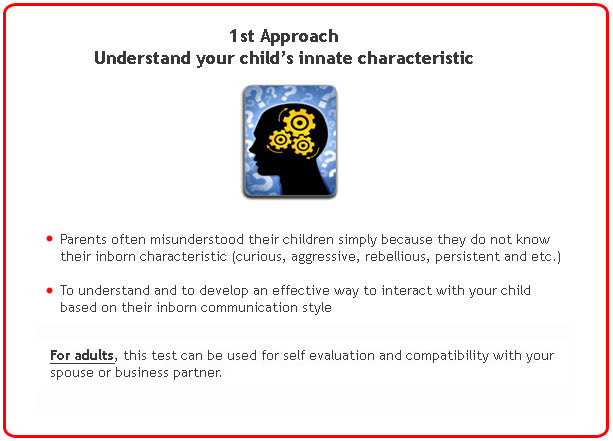 1st Approach
Understand your child's innate characteristic
Parents often misunderstood their children simply because they do not know
their inborn characteristic (curious, aggressive, rebellious, persistent and etc.)
To understand and to develop an effective way to interact with your child
based on their inborn communication style
For adults, this test can be used for self evaluation and compatibility with your
spouse or business partner.